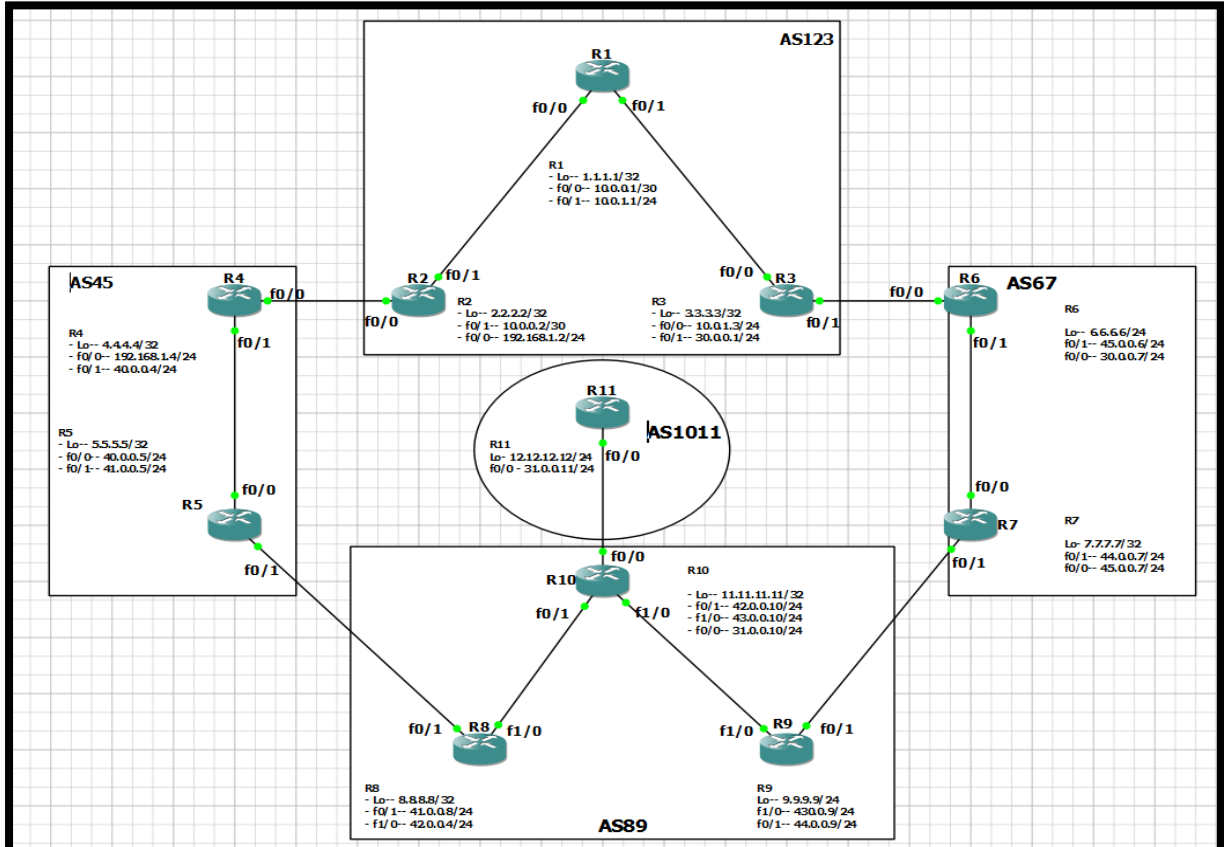 AS123
R1
f0/0
f0/1
R1
- Lo-- 1.1.1.1/32
- f0/0-- 10.0.0.1/30
- f0/1-- 10.0.1.1/24
AS45
R4
f0/0
f0/1
R4
- Lo-- 4.4.4.4/32
- f0/0-- 192.168.1.4/24
- f0/1-- 40.0.0.4/24
R2
f0/1
f0/0
R2
- Lo-- 2.2.2.2/32
- f0/1-- 10.0.0.2/30
- f0/0-- 192.168.1.2/24
R3
f0/0
f0/1
R3
- Lo-- 3.3.3.3/32
- f0/0-- 10.0.1.3/24
- f0/1-- 30.0.0.1/24
AS67
R6
f0/0
f0/1
R6
Lo-- 6.6.6.6/24
f0/1-- 45.0.0.6/24
f0/0-- 30.0.0.7/24
R11
AS1011
f0/0
R11
Lo- 12.12.12.12/24
f0/0 - 31.0.0.11/24
R5
- Lo-- 5.5.5.5/32
- f0/0- 40.0.0.5/24
- f0/1-- 41.0.0.5/24
f0/0
R5
f0/1
f0/0
R7
f0/1
R7
Lo- 7.7.7.7/32
f0/1-- 44.0.0.7/24
f0/0-- 45.0.0.7/24
f0/0
R10
f0/1
f1/0
R10
- Lo-- 11.11.11.11/32
- f0/1-- 42.0.0.10/24
- f1/0-- 43.0.0.10/24
- f0/0-- 31.0.0.10/24
f0/1
R8
f1/0
f1/0
R9
f0/1
R8
- Lo-- 8.8.8.8/32
- f0/1-- 41.0.0.8/24
- f1/0-- 42.0.0.4/24
R9
Lo-- 9.9.9.9/24
f1/0-- 430.0.9/24
f0/1-- 44.0.0.9/24
AS89